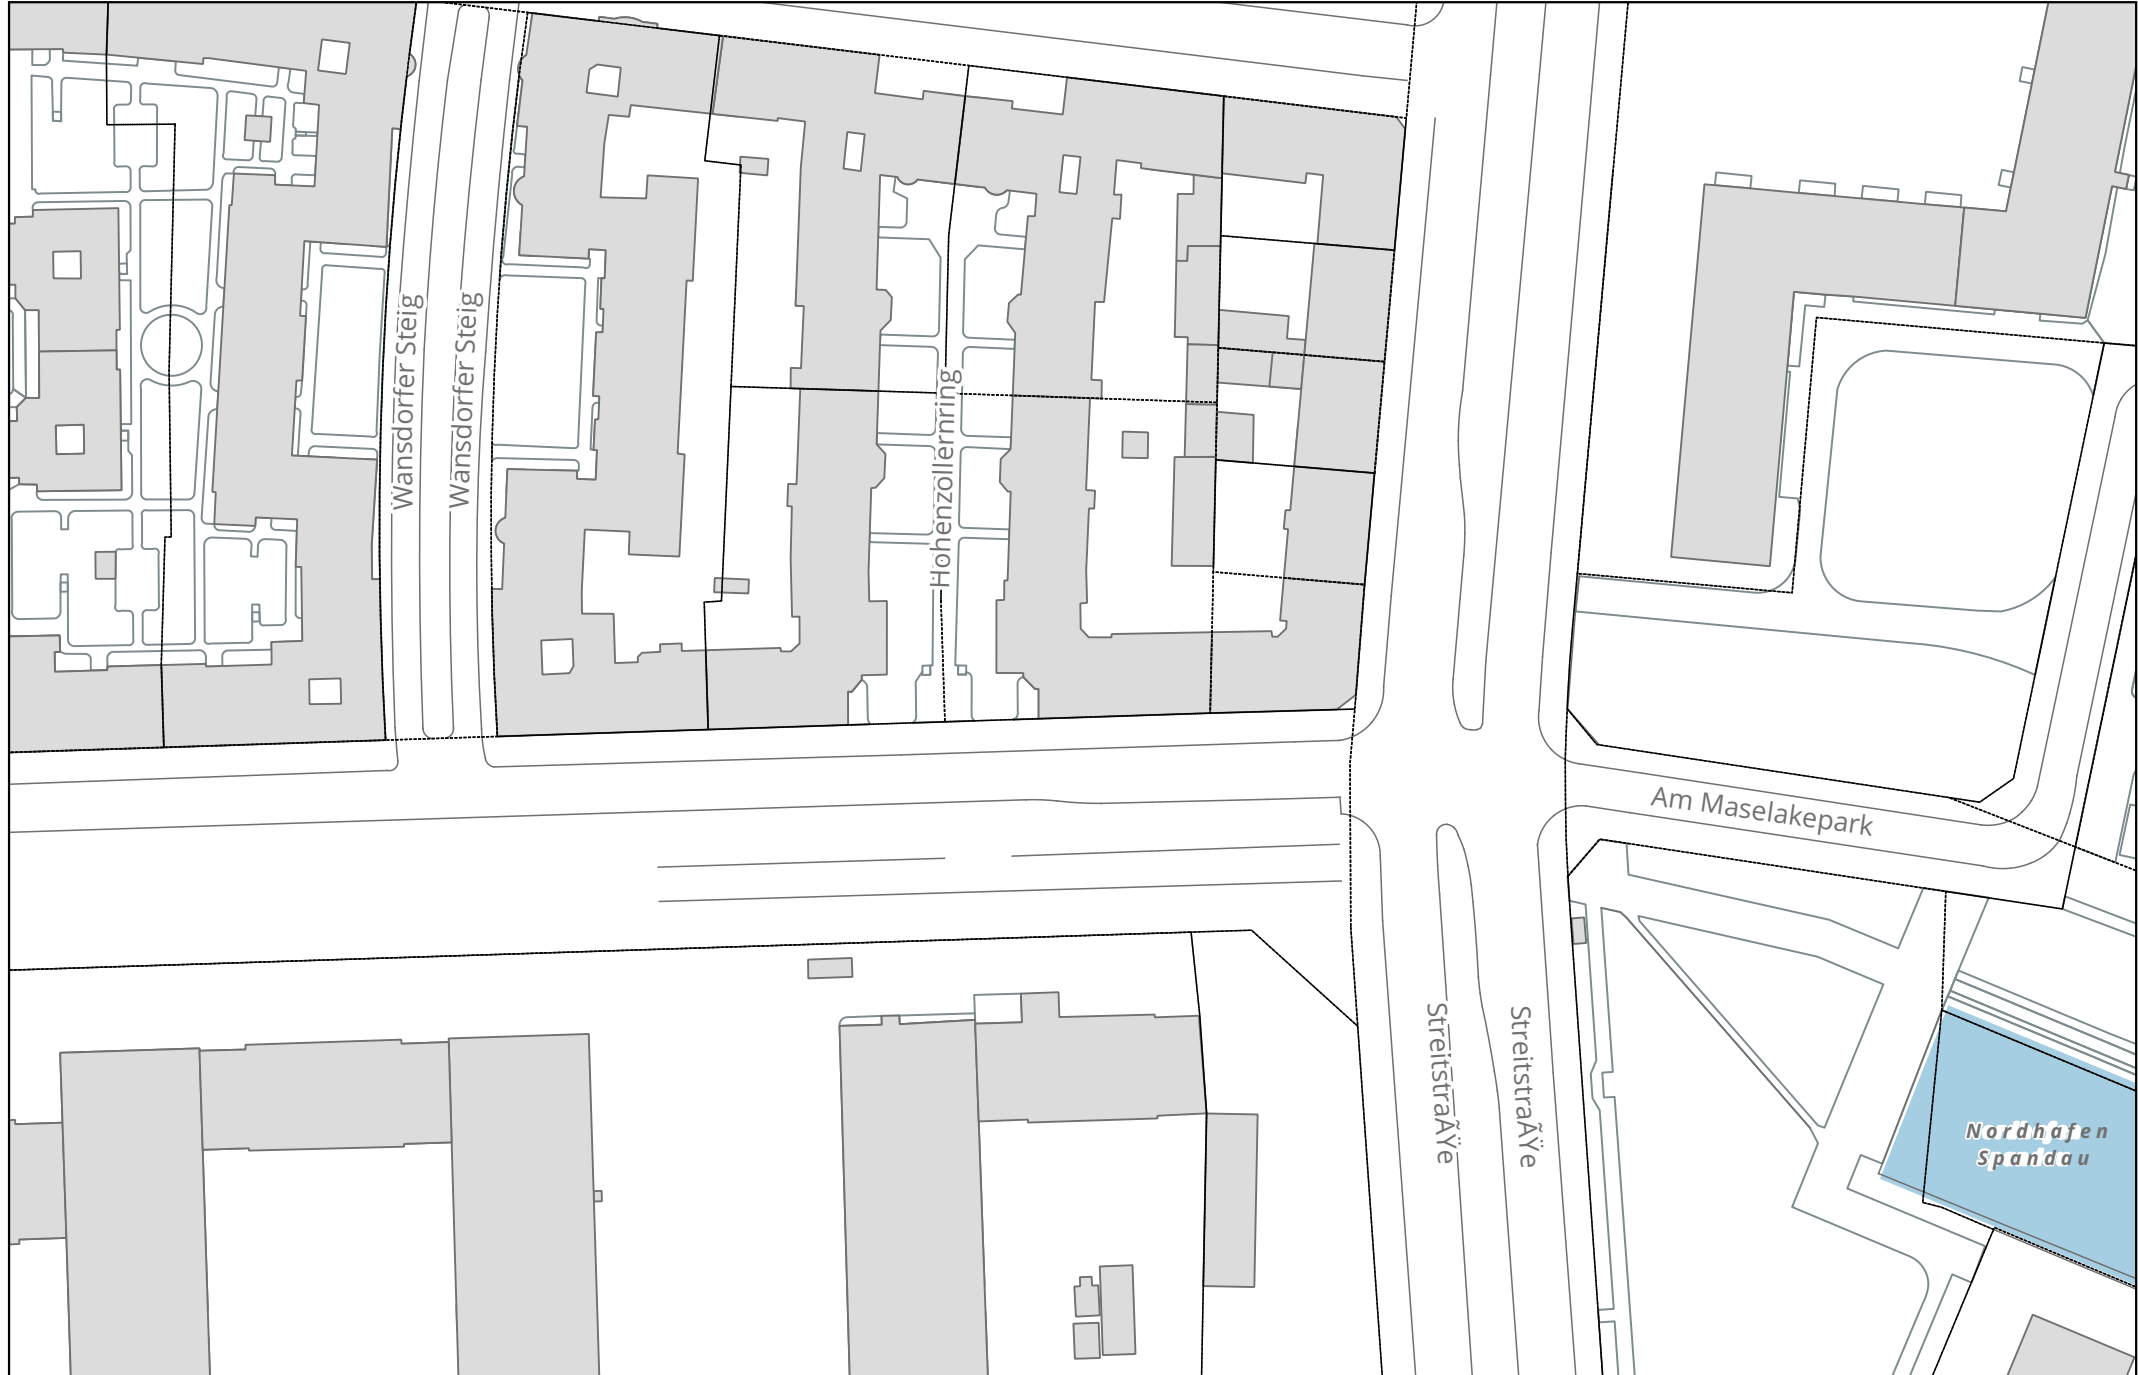 Wansdorfer Steig
Wansdorfer Steig
Hohenzollernring
Am Maselakepark
StreitstraÃŸe
StreitstraÃŸe
Nordhafen
Spandau